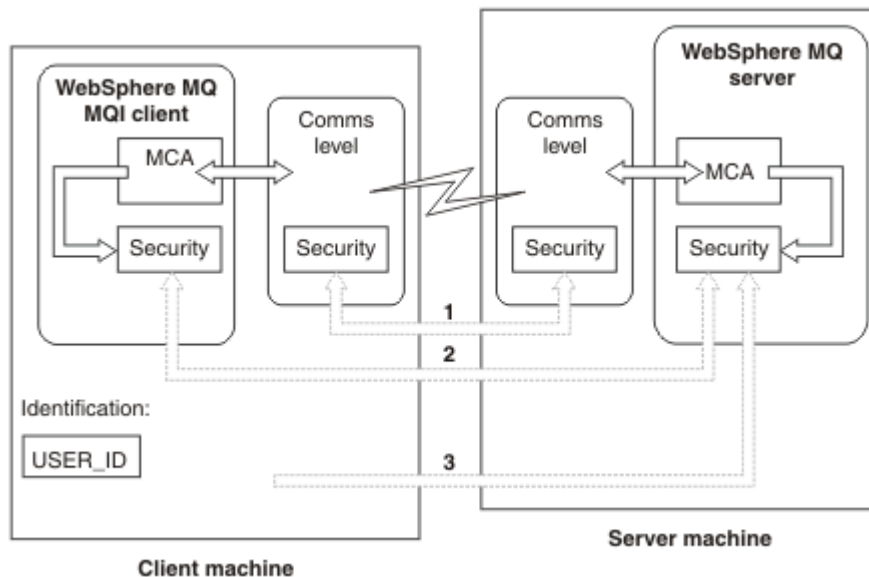 WebSphere MQ
MQI client
MCA
Security
Comms
level
Security
Comms
level
Security
WebSphere MQ
server
MCA
Security
1
2
3
Identification:
USER_ID
Client machine
Server machine